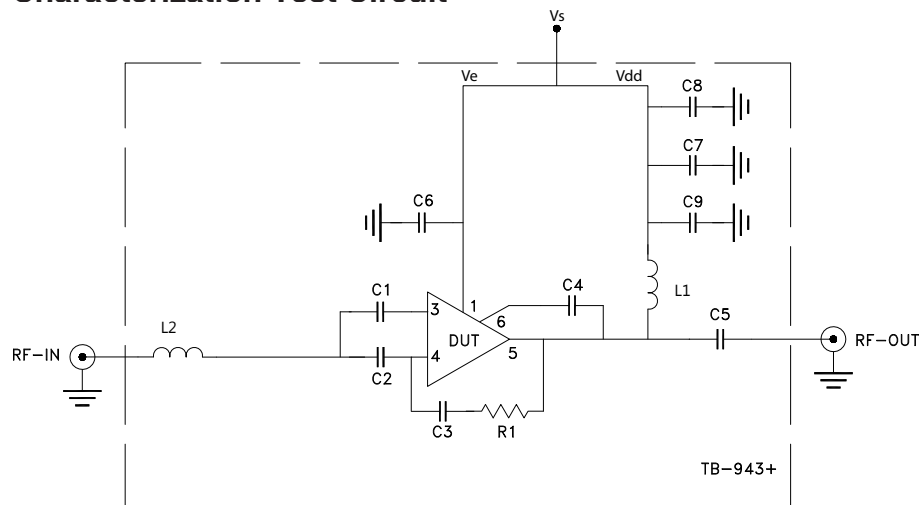 Characterization Test Circuit
Vs
Ve
Vdd
C8
C7
C6
C9
C1
3
1
C4
L1
6
L2
DUT
5
C5
RF-IN
4
C2
RF-OUT
C3
R1
TB-943+